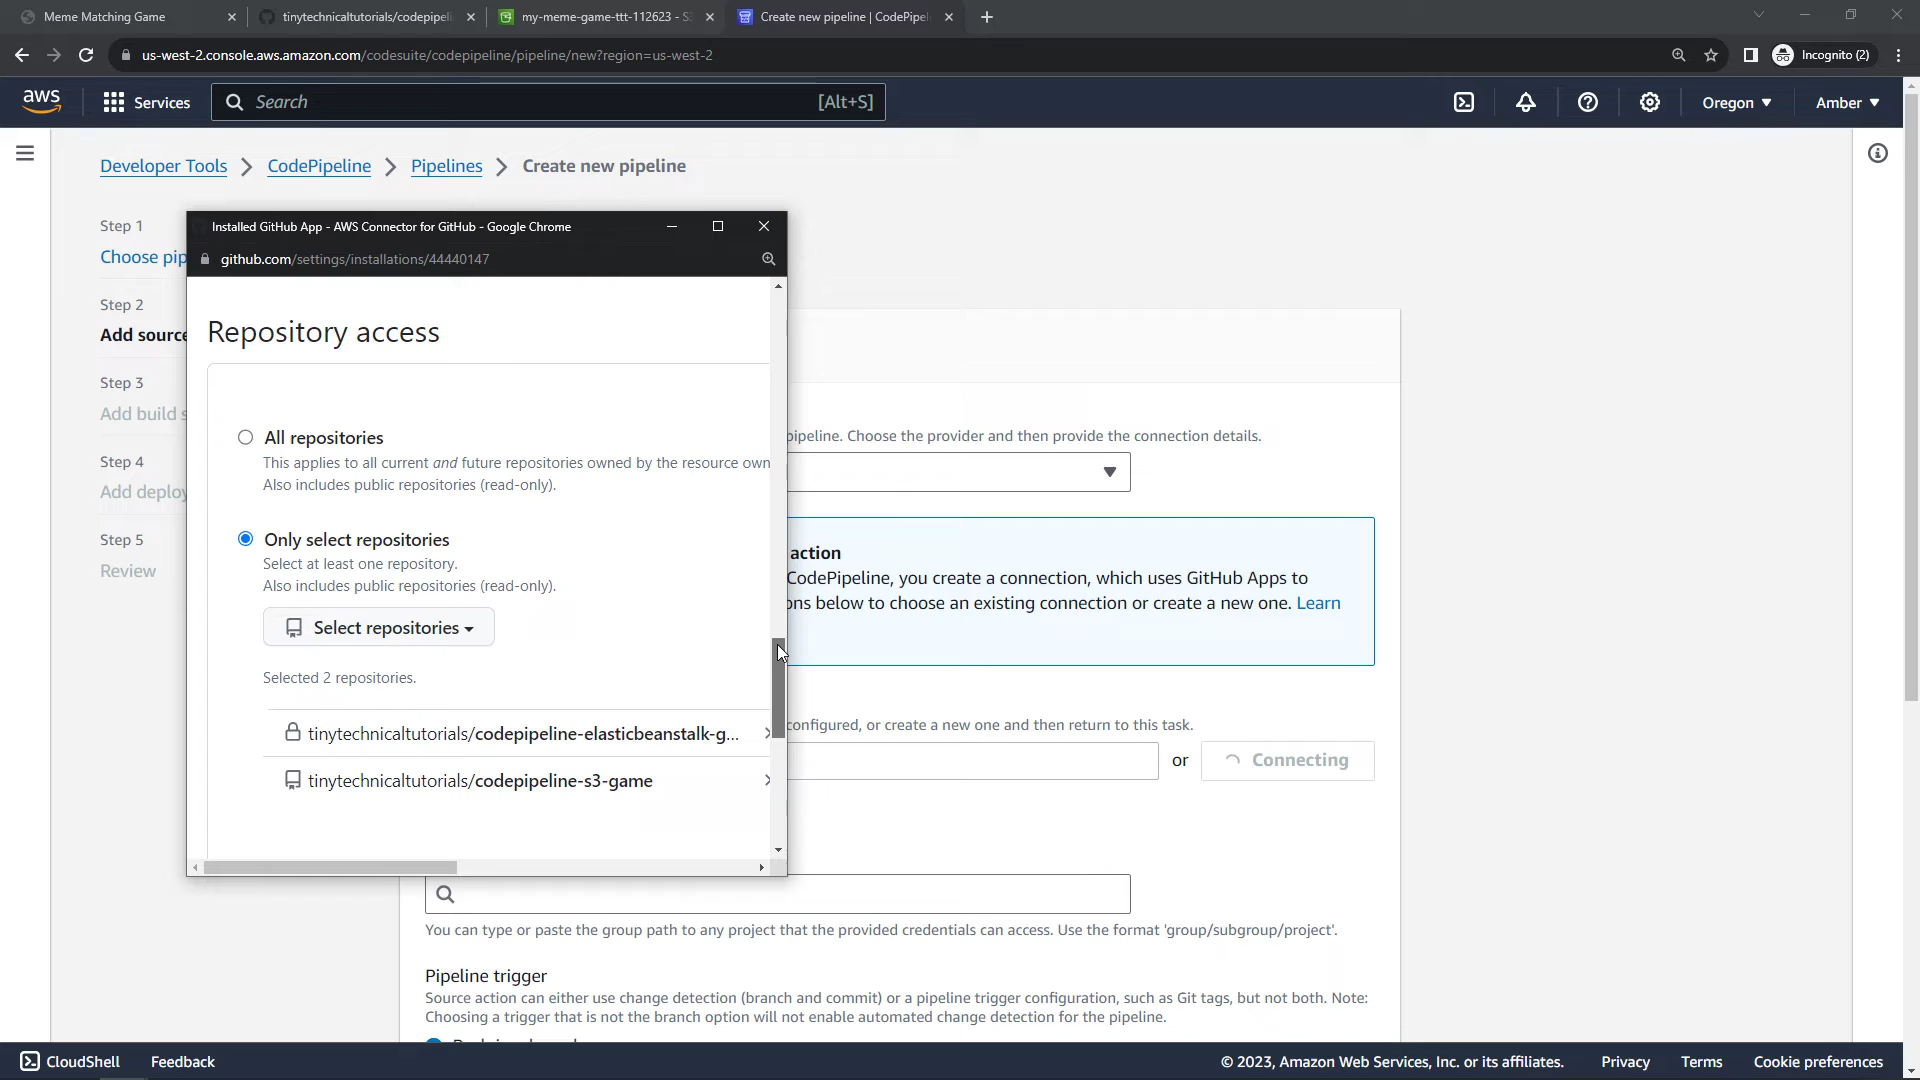 Meme Matching Game
tinytechnicaltutorials/codepipeli
my-meme-game-ttt-112623 - S3
Create new pipeline | CodePipel
us-west-2.console.aws.amazon.com/codesuite/codepipeline/pipeline/new?region=us-west-2
Incognito (2)
aws
Services
Search
[Alt+S]
Oregon
Amber
Developer Tools
CodePipeline
Pipelines
Create new pipeline
Step 1
Choose pip
Step 2
Add source
Step 3
Add build s
Step 4
Add deploy
Step 5
Review
Installed GitHub App - AWS Connector for GitHub - Google Chrome
github.com/settings/installations/44440147
Repository access
All repositories
This applies to all current and future repositories owned by the resource own
Also includes public repositories (read-only).
Only select repositories
Select at least one repository.
Also includes public repositories (read-only).
Select repositories
Selected 2 repositories.
tinytechnicaltutorials/codepipeline-elasticbeanstalk-g...
tinytechnicaltutorials/codepipeline-s3-game
pipeline. Choose the provider and then provide the connection details.
action
CodePipeline, you create a connection, which uses GitHub Apps to
ons below to choose an existing connection or create a new one. Learn
configured, or create a new one and then return to this task.
or
Connecting
You can type or paste the group path to any project that the provided credentials can access. Use the format 'group/subgroup/project'.
Pipeline trigger
Source action can either use change detection (branch and commit) or a pipeline trigger configuration, such as Git tags, but not both. Note:
Choosing a trigger that is not the branch option will not enable automated change detection for the pipeline.
CloudShell
Feedback
© 2023, Amazon Web Services, Inc. or its affiliates.
Privacy
Terms
Cookie preferences